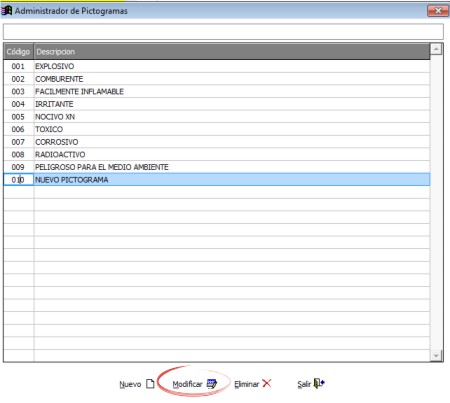 Administrador de Pictogramas
Código Descripcion
001 EXPLOSIVO
002 COMBURENTE
003 FACILMENTE INFLAMABLE
004 IRRITANTE
005 NOCIVO XN
006 TOXICO
007 CORROSIVO
008 RADIOACTIVO
009 PELIGROSO PARA EL MEDIO AMBIENTE
010 NUEVO PICTOGRAMA
Nuevo Modificar Eliminar Salir